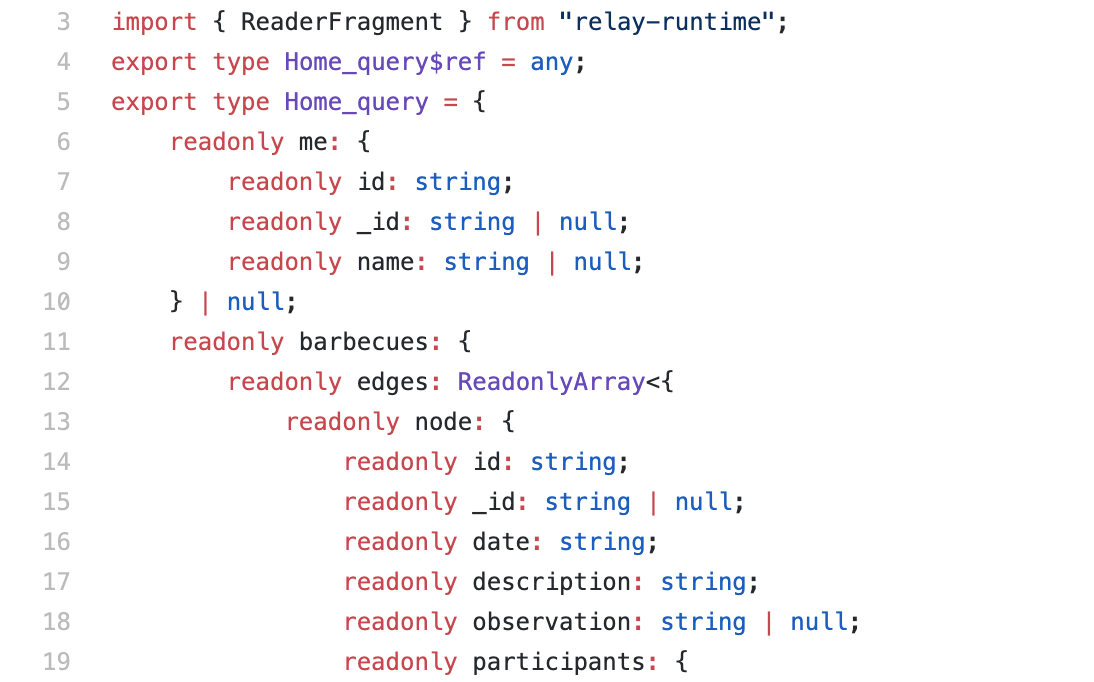 3 import { ReaderFragment } from "relay-runtime";
4 export type Home_query$ref = any;
5 export type Home_query = {
6     readonly me: {
7         readonly id: string;
8         readonly _id: string | null;
9         readonly name: string | null;
10     } | null;
11     readonly barbecues: {
12         readonly edges: ReadonlyArray<{
13             readonly node: {
14                 readonly id: string;
15                 readonly _id: string | null;
16                 readonly date: string;
17                 readonly description: string;
18                 readonly observation: string | null;
19                 readonly participants: {